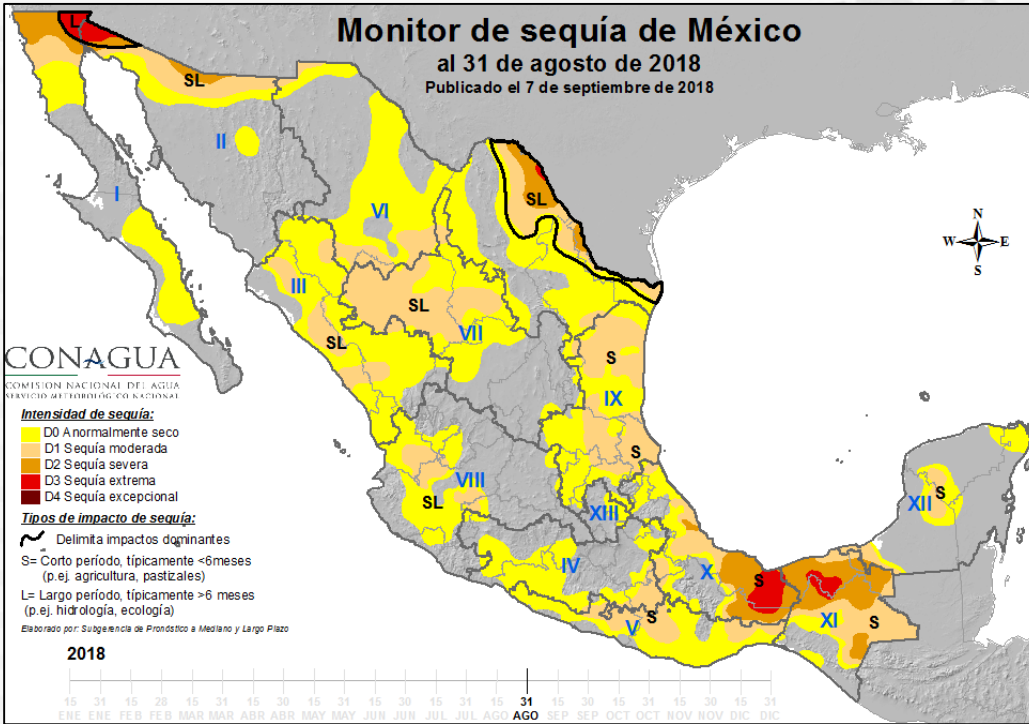 Monitor de sequía de México
al 31 de agosto de 2018
Publicado el 7 de septiembre de 2018
L
SL
II
I
SL
VI
N
W E
S
III
SL
SL
VII
S
IX
S
CONAGUA
COMISIÓN NACIONAL DEL AGUA
SERVICIO METEOROLÓGICO NACIONAL
Intensidad de sequía:
D0 Anormalmente seco
D1 Sequía moderada
D2 Sequía severa
D3 Sequía extrema
D4 Sequía excepcional
Tipos de impacto de sequía:
Delimita impactos dominantes
S= Corto período, típicamente <6meses
(p.ej. agricultura, pastizales)
L= Largo período, típicamente >6 meses
(p.ej. hidrología, ecología)
Elaborado por: Subgerencia de Pronóstico a Mediano y Largo Plazo
VIII
SL
XIII
IV
X
S
V
S
XII
S
XI
S
2018
15 31 15 28 15 31 15 30 15 31 15 30 15 31 15 31 15 30 15 31 15 30 15 31
ENE ENE FEB FEB MAR MAR ABR ABR MAY MAY JUN JUN JUL JUL AGO AGO SEP SEP OCT OCT NOV NOV DIC DIC